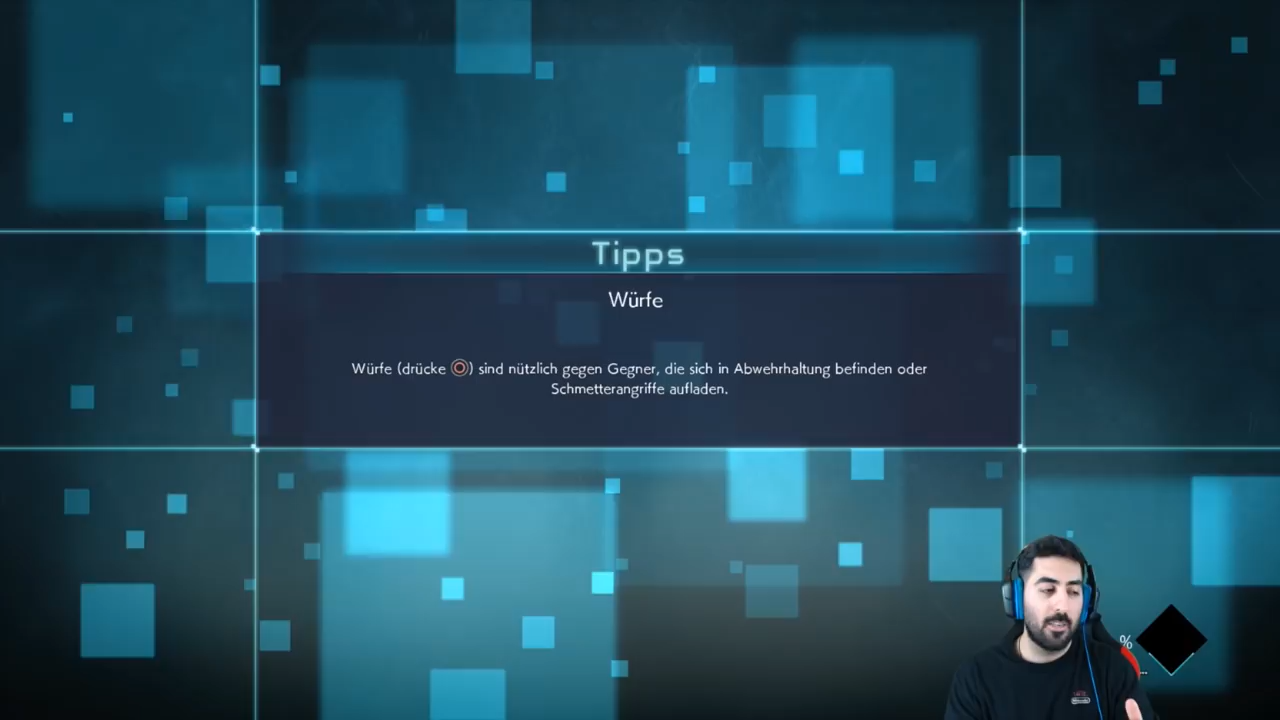 Tipps
Würfe
Würfe (drücke ◯) sind nützlich gegen Gegner, die sich in Abwehrhaltung befinden oder
Schmetterangriffe aufladen.
%
...